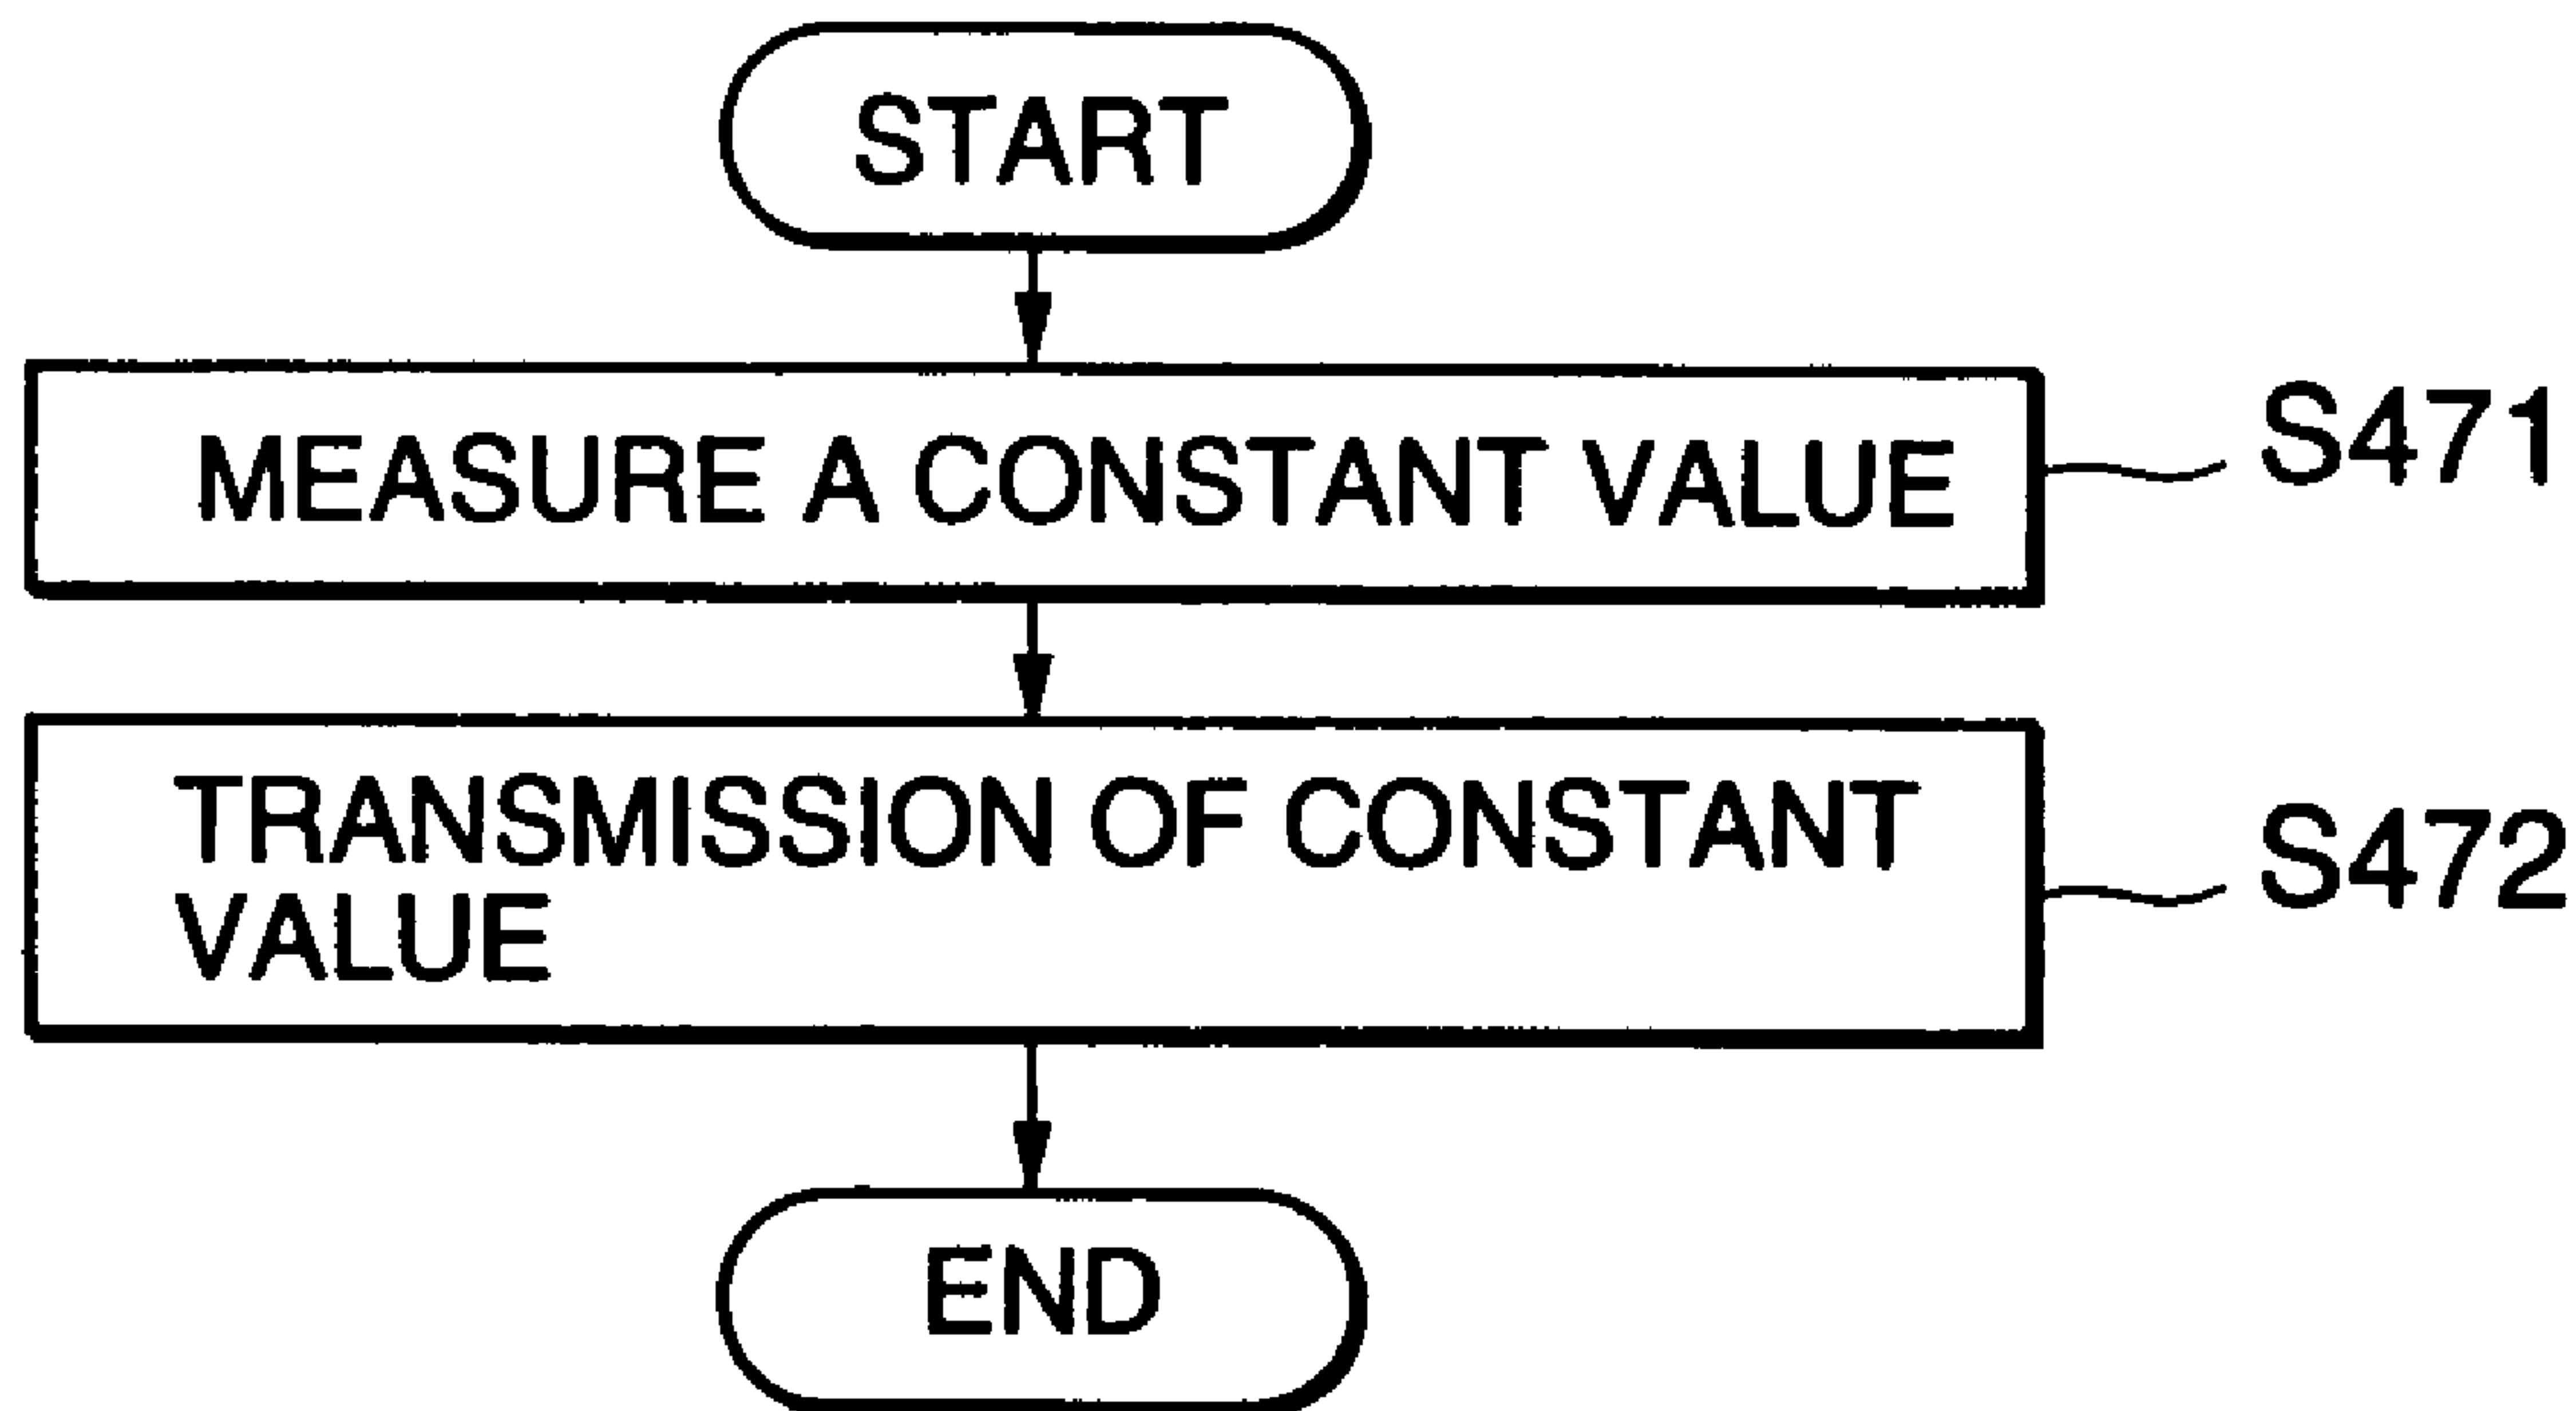 START
MEASURE A CONSTANT VALUE
S471
TRANSMISSION OF CONSTANT
VALUE
S472
END